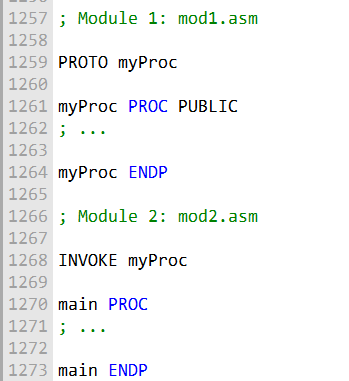 1257 ; Module 1: mod1.asm
1258
1259 PROTO myProc
1260
1261 myProc PROC PUBLIC
1262 ; ...
1263
1264 myProc ENDP
1265
1266 ; Module 2: mod2.asm
1267
1268 INVOKE myProc
1269
1270 main PROC
1271 ; ...
1272
1273 main ENDP